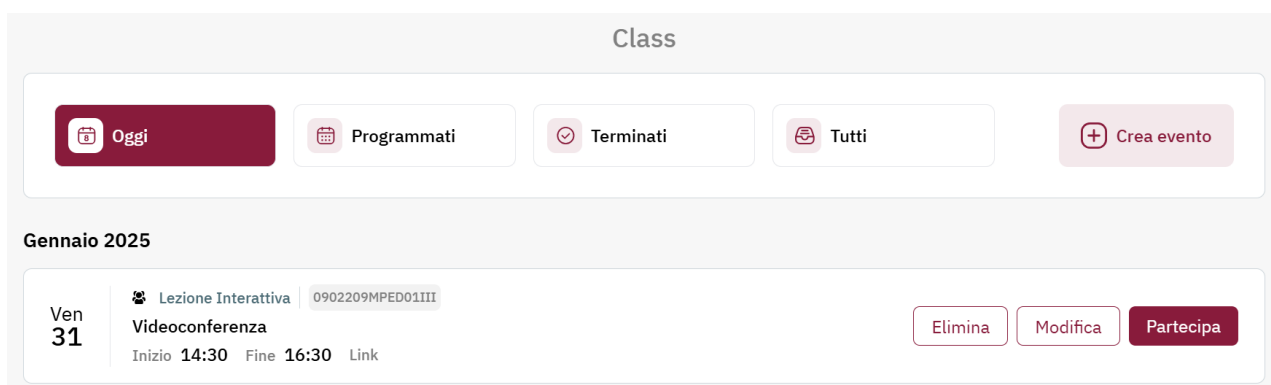 Class
Oggi
Programmati
Terminati
Tutti
Crea evento
Gennaio 2025
Ven
31
Lezione Interattiva
0902209MPED01III
Videoconferenza
Inizio 14:30 Fine 16:30 Link
Elimina
Modifica
Partecipa